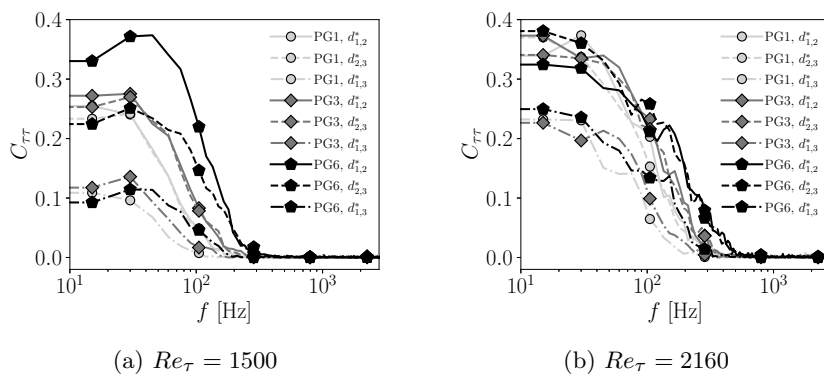 0.4
0.3
0.2
0.1
0.0
C_{ττ}
10^1
10^2
10^3
f [Hz]
PG1, d^*_{1,2}
PG1, d^*_{2,3}
PG1, d^*_{1,3}
PG3, d^*_{1,2}
PG3, d^*_{2,3}
PG3, d^*_{1,3}
PG6, d^*_{1,2}
PG6, d^*_{2,3}
PG6, d^*_{1,3}
(a) Re_τ = 1500
0.4
0.3
0.2
0.1
0.0
C_{ττ}
10^1
10^2
10^3
f [Hz]
PG1, d^*_{1,2}
PG1, d^*_{2,3}
PG1, d^*_{1,3}
PG3, d^*_{1,2}
PG3, d^*_{2,3}
PG3, d^*_{1,3}
PG6, d^*_{1,2}
PG6, d^*_{2,3}
PG6, d^*_{1,3}
(b) Re_τ = 2160